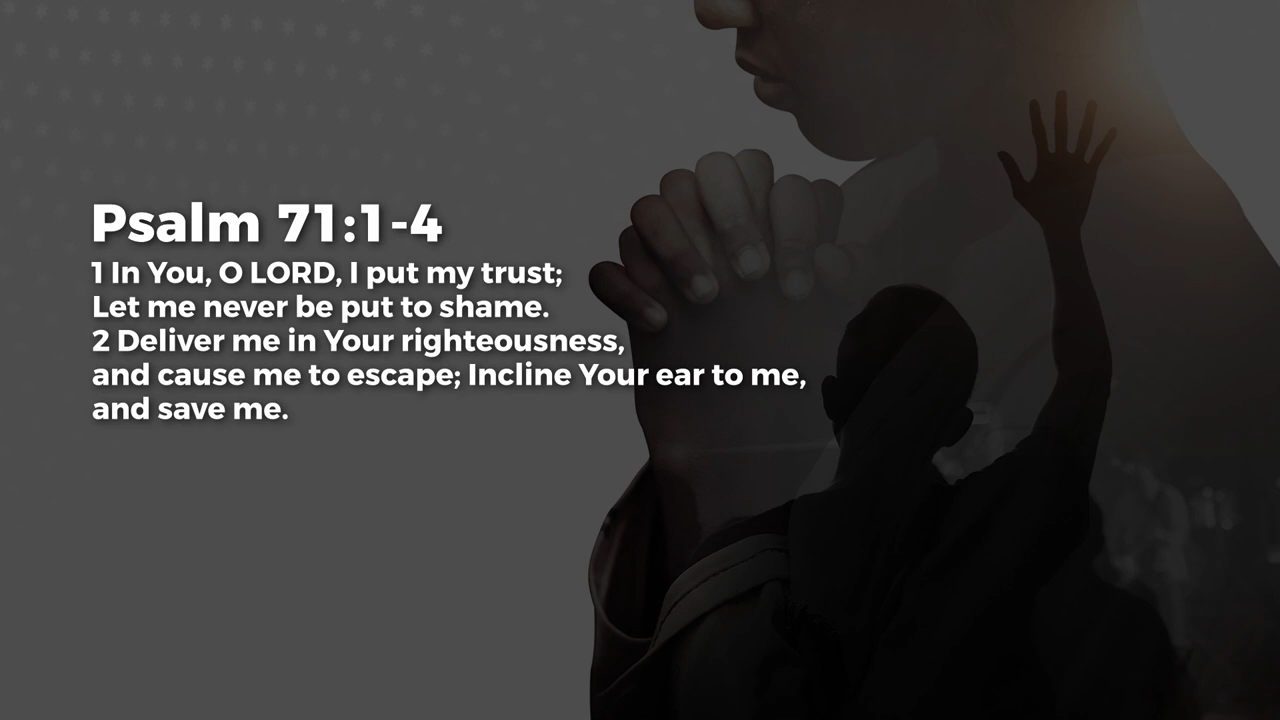 Psalm 71:1-4
1 In You, O LORD, I put my trust;
Let me never be put to shame.
2 Deliver me in Your righteousness,
and cause me to escape; Incline Your ear to me,
and save me.